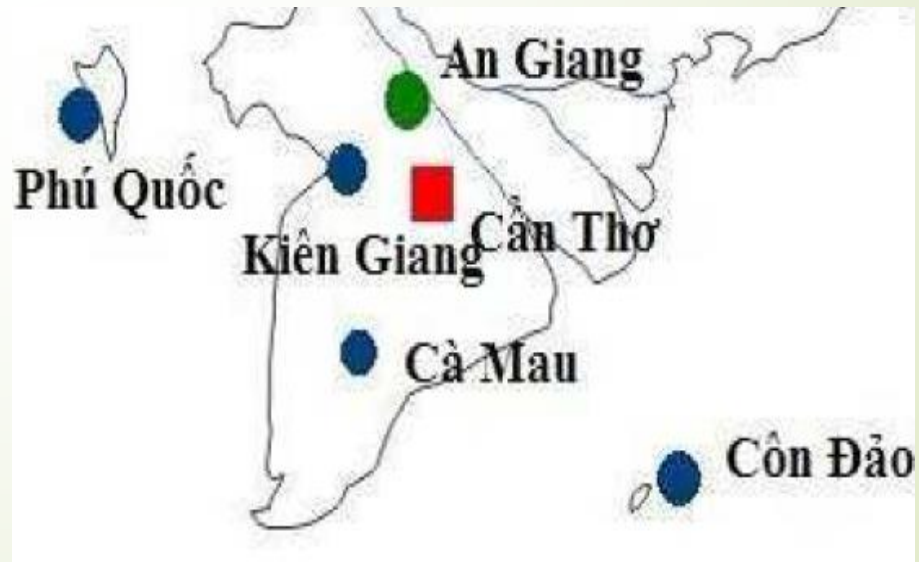 An Giang
Phú Quốc
Cần Thơ
Kiên Giang
Cà Mau
Côn Đảo